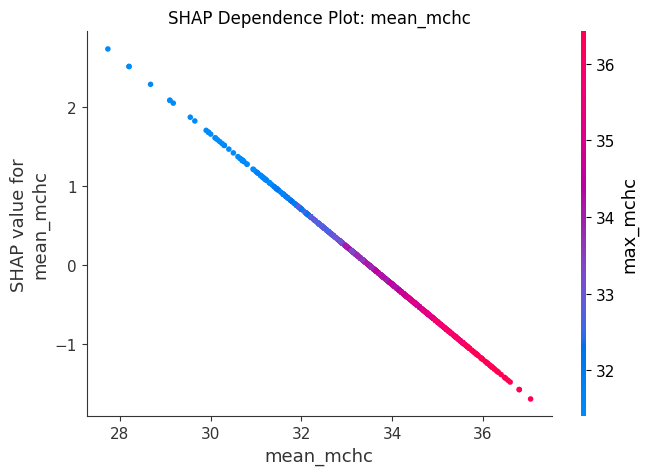 SHAP Dependence Plot: mean_mchc
SHAP value for
mean_mchc
2
1
0
−1
28
30
32
34
36
mean_mchc
36
35
34
33
32
max_mchc